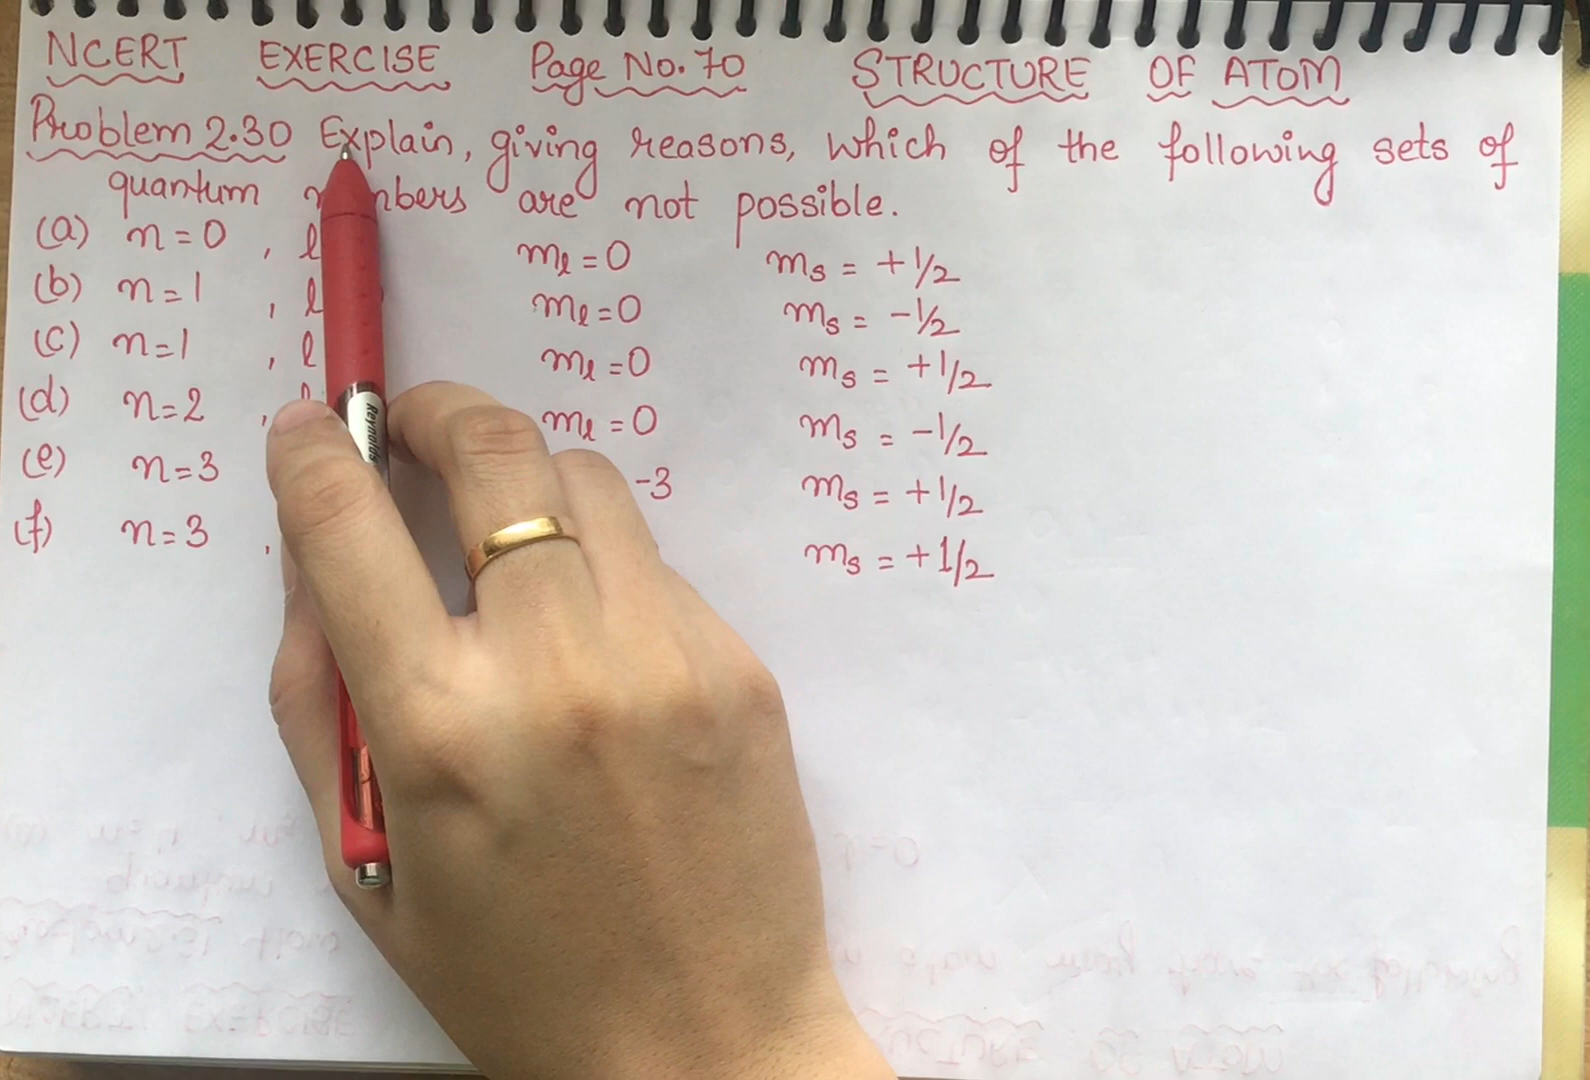 NCERT EXERCISE Page No. 70 STRUCTURE OF ATOM
Problem 2.30 Explain, giving reasons, which of the following sets of
quantum numbers are not possible.
(a) n=0 , l mₗ=0 mₛ = +1/2
(b) n=1 , l mₗ=0 mₛ = -1/2
(c) n=1 , l mₗ=0 mₛ = +1/2
(d) n=2 , l mₗ=0 mₛ = -1/2
(e) n=3 -3 mₛ = +1/2
(f) n=3 , mₛ = +1/2
Reynolds